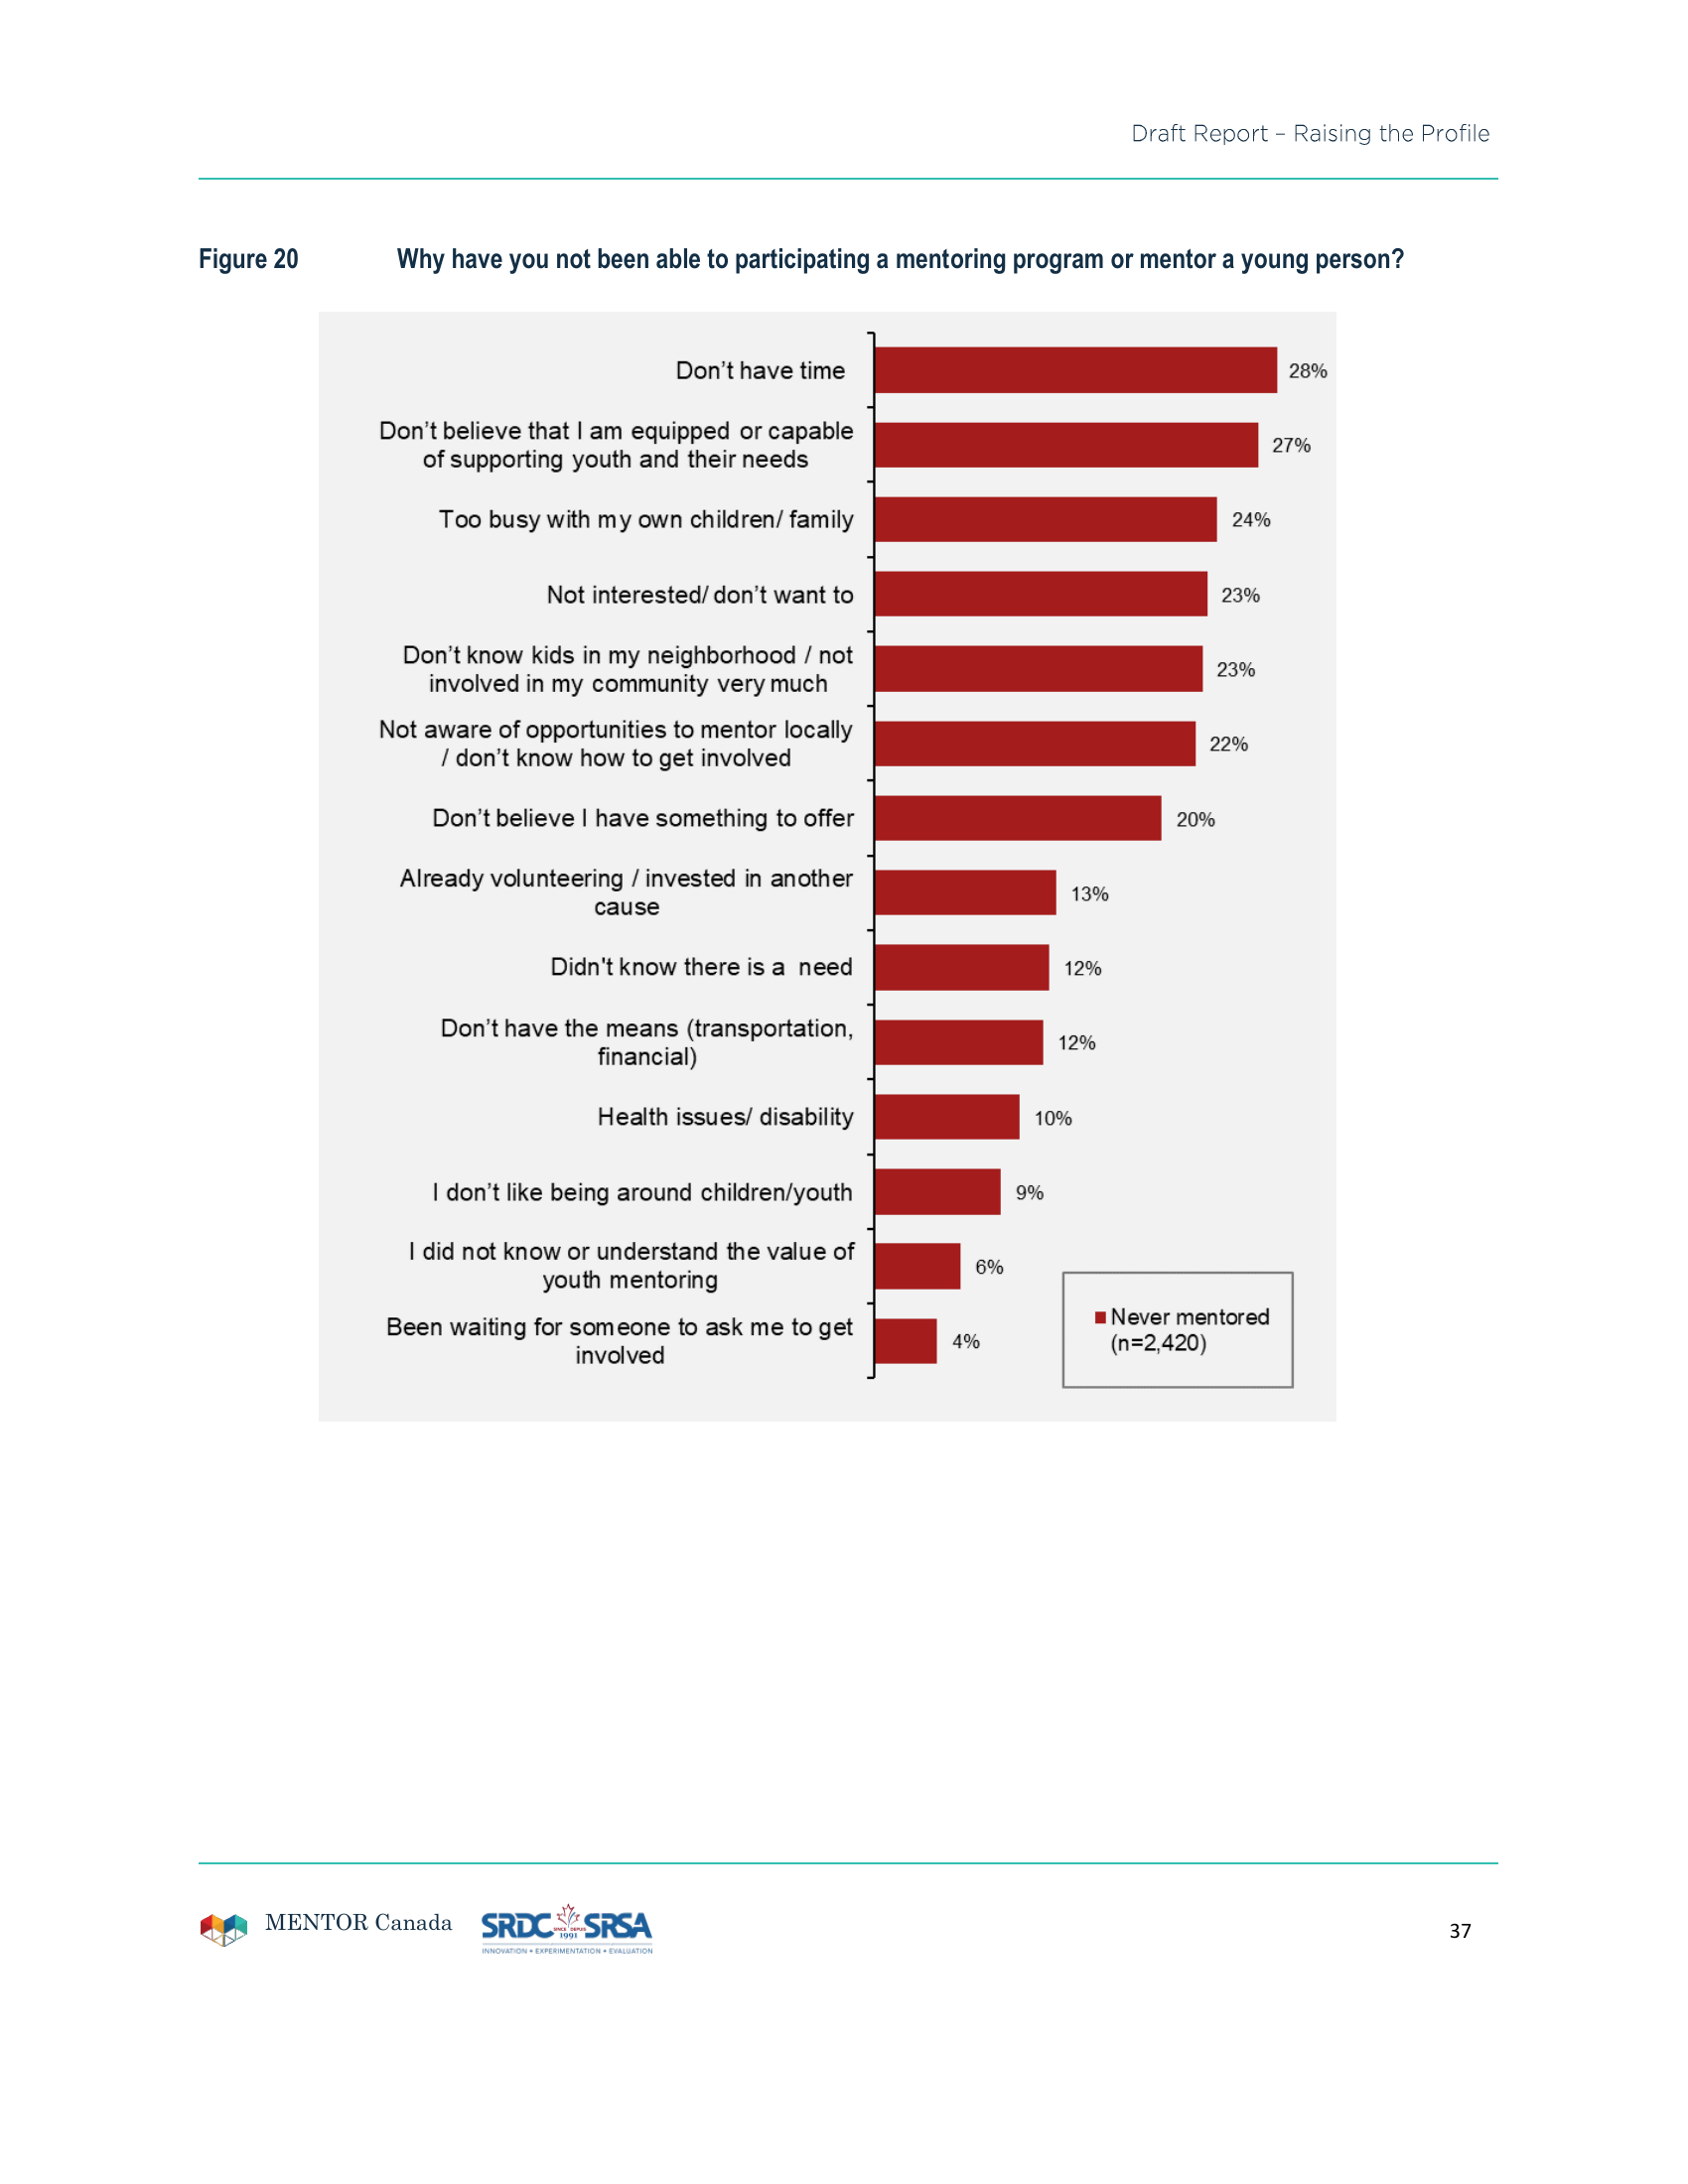 Draft Report – Raising the Profile
Figure 20 Why have you not been able to participating a mentoring program or mentor a young person?
Don’t have time 28%
Don’t believe that I am equipped or capable
of supporting youth and their needs 27%
Too busy with my own children/ family 24%
Not interested/ don’t want to 23%
Don’t know kids in my neighborhood / not
involved in my community very much 23%
Not aware of opportunities to mentor locally
/ don’t know how to get involved 22%
Don’t believe I have something to offer 20%
Already volunteering / invested in another
cause 13%
Didn't know there is a need 12%
Don’t have the means (transportation,
financial) 12%
Health issues/ disability 10%
I don’t like being around children/youth 9%
I did not know or understand the value of
youth mentoring 6%
Been waiting for someone to ask me to get
involved 4%
Never mentored
(n=2,420)
MENTOR Canada
SRDC SINCE DEPUIS 1991 SRSA
INNOVATION • EXPERIMENTATION • EVALUATION
37